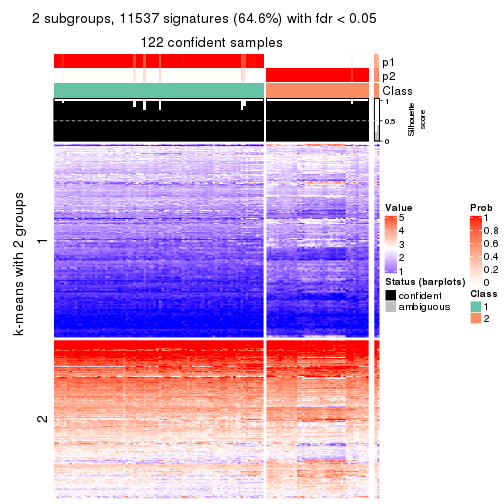 2 subgroups, 11537 signatures (64.6%) with fdr < 0.05
122 confident samples
p1
p2
Class
1
0.5
0
Silhouette
score
k-means with 2 groups
1
2
Value
5
4
3
2
1
Prob
1
0.8
0.6
0.4
0.2
0
Status (barplots)
confident
ambiguous
Class
1
2